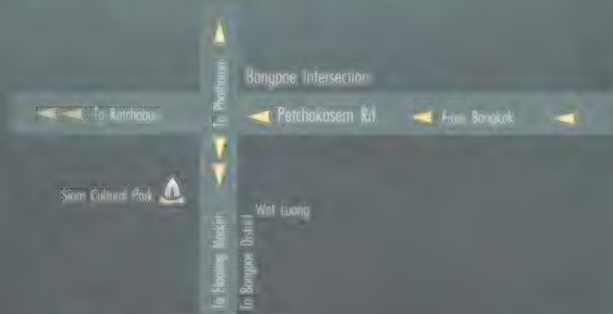 Bangpae Intersection
To Photharam
To Ratchaburi
Petchakasem Rd
From Bangkok
Siam Cultural Park
Wat Luang
To Floating Market
To Bangpae District